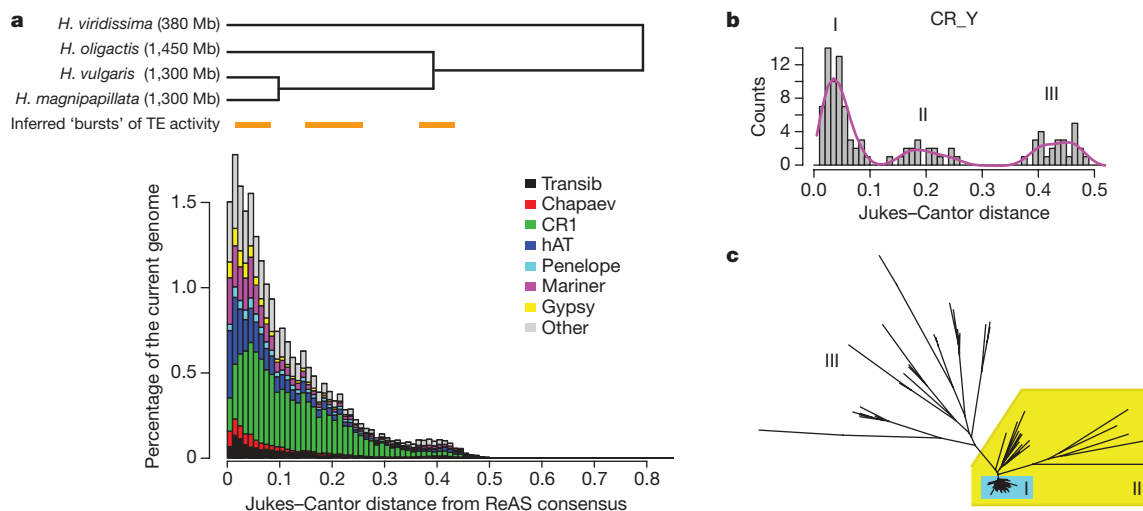 a
H. viridissima (380 Mb)
H. oligactis (1,450 Mb)
H. vulgaris (1,300 Mb)
H. magnipapillata (1,300 Mb)
Inferred ‘bursts’ of TE activity
Percentage of the current genome
1.5
1.0
0.5
0
Transib
Chapaev
CR1
hAT
Penelope
Mariner
Gypsy
Other
0 0.1 0.2 0.3 0.4 0.5 0.6 0.7 0.8
Jukes–Cantor distance from ReAS consensus
b
CR_Y
I
II
III
Counts
12
8
4
0
0.0 0.1 0.2 0.3 0.4 0.5
Jukes–Cantor distance
c
III
I
II